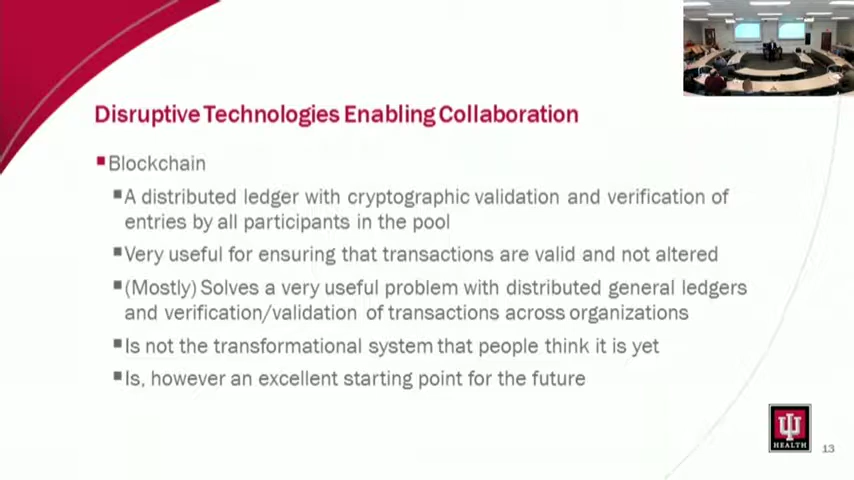 Disruptive Technologies Enabling Collaboration
Blockchain
A distributed ledger with cryptographic validation and verification of
entries by all participants in the pool
Very useful for ensuring that transactions are valid and not altered
(Mostly) Solves a very useful problem with distributed general ledgers
and verification/validation of transactions across organizations
Is not the transformational system that people think it is yet
Is, however an excellent starting point for the future
IU
HEALTH
13